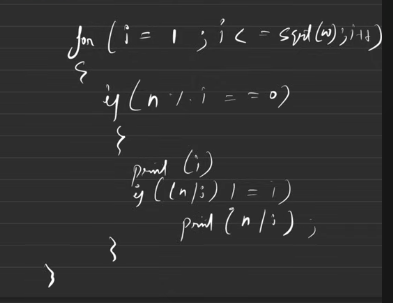 for ( i = 1 ; i < = sqrt(n) ; i++)
{
if ( n % i = = 0)
{
print (i)
if ((n/i) ! = i)
print ( n/i) ;
}
}